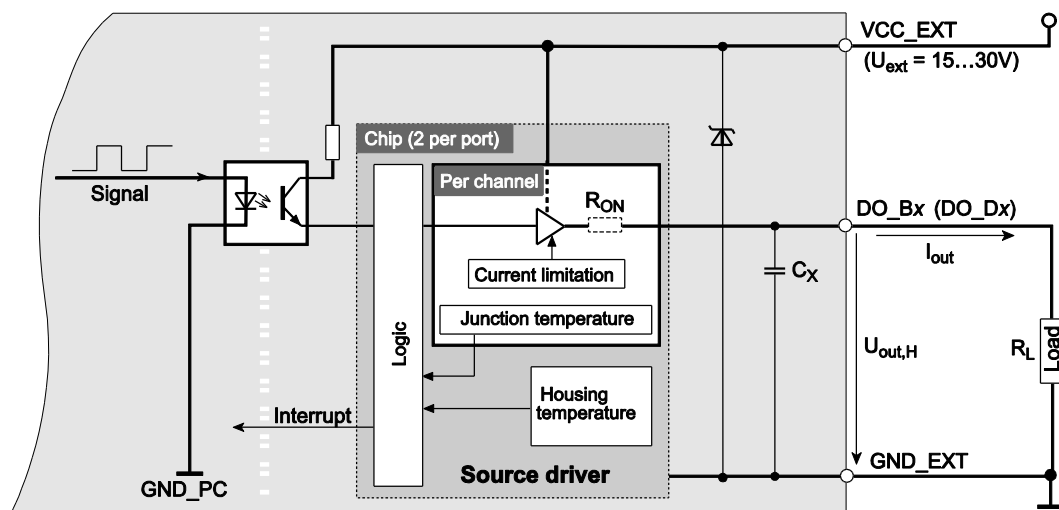 VCC_EXT
(Uext = 15...30V)
Chip (2 per port)
Signal
Per channel
RON
DO_Bx (DO_Dx)
Iout
Current limitation
CX
Junction temperature
Logic
Uout,H
RL
Load
Housing
temperature
Interrupt
Source driver
GND_EXT
GND_PC